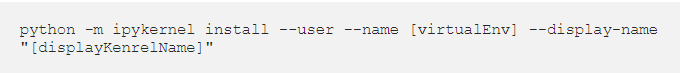 python -m ipykernel install --user --name [virtualEnv] --display-name
"[displayKenrelName]"